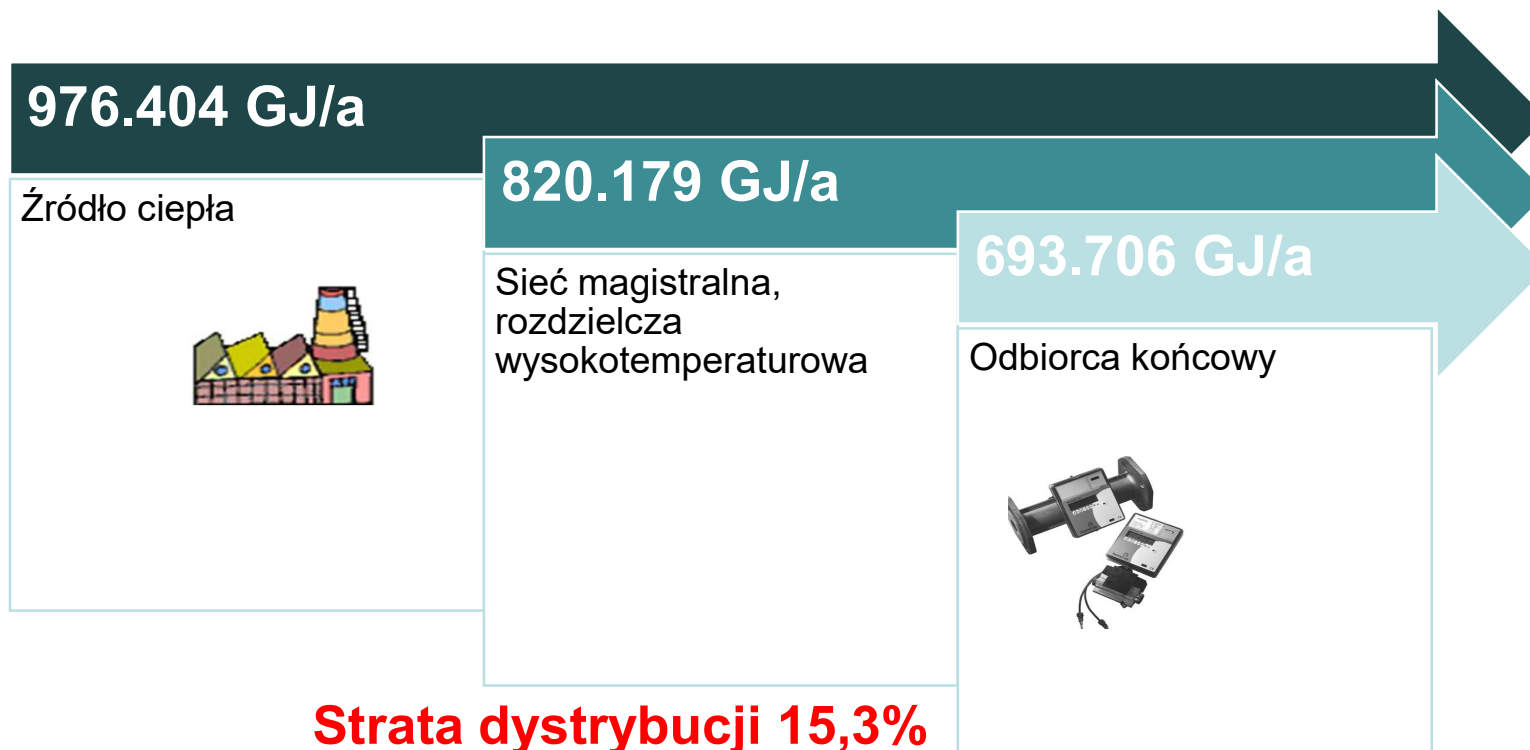 976.404 GJ/a
Źródło ciepła
820.179 GJ/a
Sieć magistralna,
rozdzielcza
wysokotemperaturowa
693.706 GJ/a
Odbiorca końcowy
Strata dystrybucji 15,3%